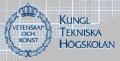 VETENSKAP
OCH
KONST
KUNGL
TEKNISKA
HÖGSKOLAN